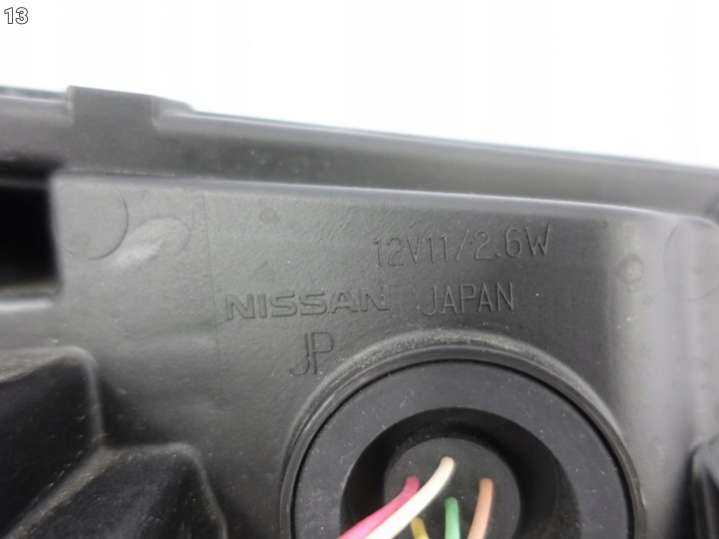 13
12V11/2.6W
NISSAN JAPAN
JP